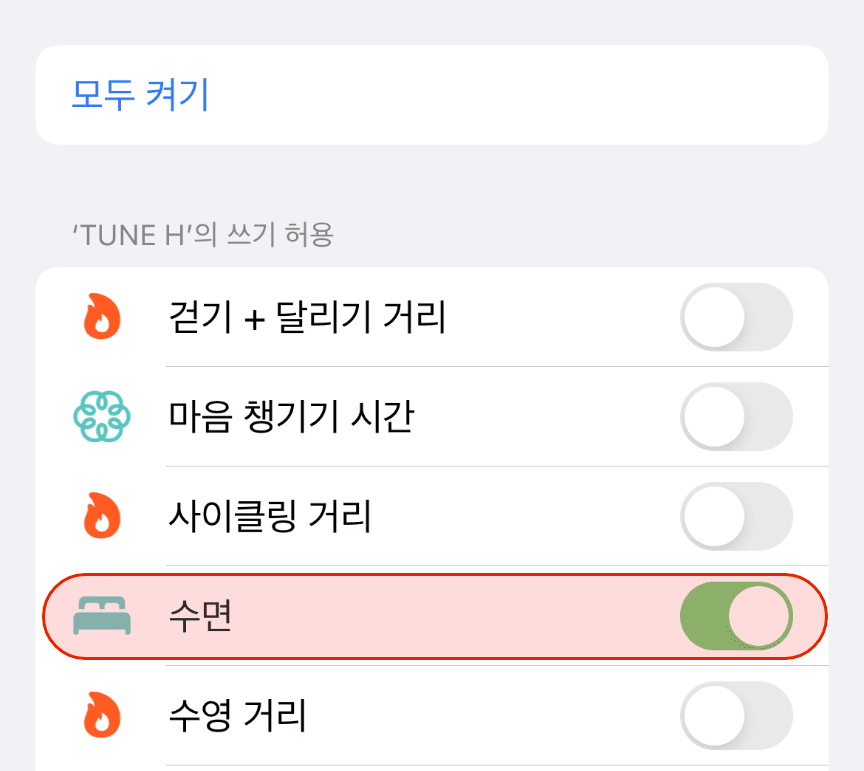 모두 켜기
‘TUNE H’의 쓰기 허용
걷기 + 달리기 거리
마음 챙기기 시간
사이클링 거리
수면
수영 거리